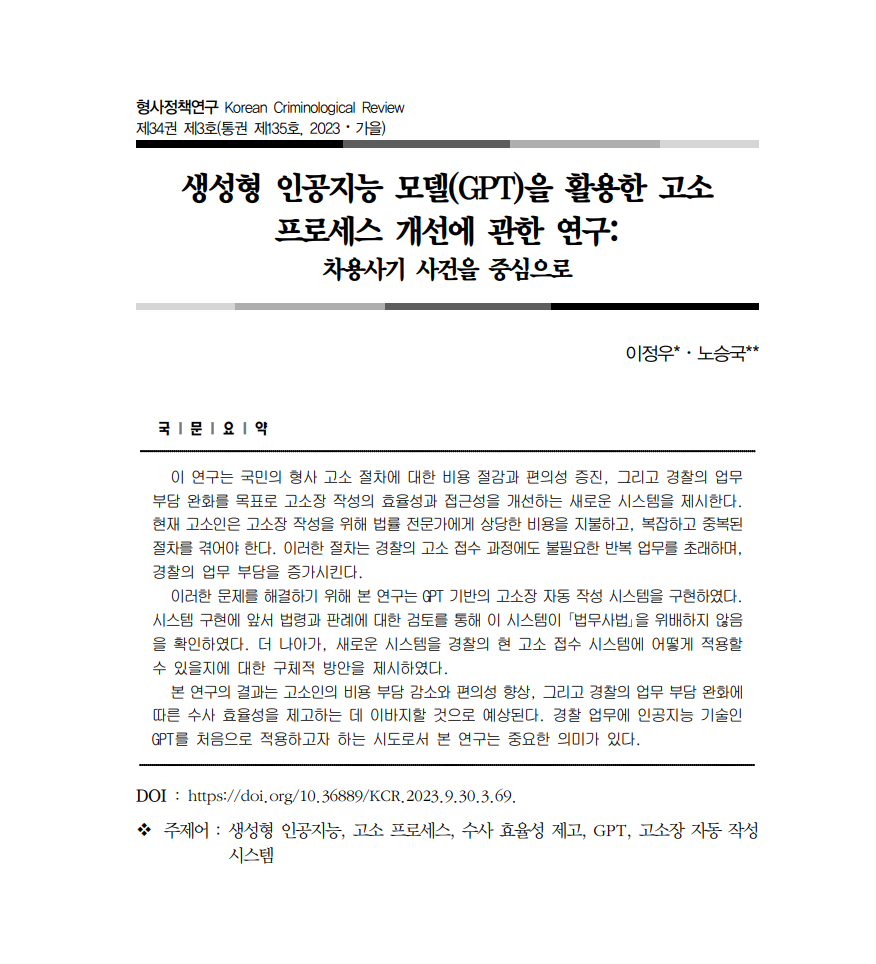 형사정책연구 Korean Criminological Review
제34권 제3호(통권 제135호, 2023·가을)
생성형 인공지능 모델(GPT)을 활용한 고소
프로세스 개선에 관한 연구:
차용사기 사건을 중심으로
이정우*·노승국**
국 | 문 | 요 | 약
이 연구는 국민의 형사 고소 절차에 대한 비용 절감과 편의성 증진, 그리고 경찰의 업무
부담 완화를 목표로 고소장 작성의 효율성과 접근성을 개선하는 새로운 시스템을 제시한다.
현재 고소인은 고소장 작성을 위해 법률 전문가에게 상당한 비용을 지불하고, 복잡하고 중복된
절차를 겪어야 한다. 이러한 절차는 경찰의 고소 접수 과정에도 불필요한 반복 업무를 초래하며,
경찰의 업무 부담을 증가시킨다.
이러한 문제를 해결하기 위해 본 연구는 GPT 기반의 고소장 자동 작성 시스템을 구현하였다.
시스템 구현에 앞서 법령과 판례에 대한 검토를 통해 이 시스템이 「법무사법」을 위배하지 않음
을 확인하였다. 더 나아가, 새로운 시스템을 경찰의 현 고소 접수 시스템에 어떻게 적용할
수 있을지에 대한 구체적 방안을 제시하였다.
본 연구의 결과는 고소인의 비용 부담 감소와 편의성 향상, 그리고 경찰의 업무 부담 완화에
따른 수사 효율성을 제고하는 데 이바지할 것으로 예상된다. 경찰 업무에 인공지능 기술인
GPT를 처음으로 적용하고자 하는 시도로서 본 연구는 중요한 의미가 있다.
DOI : https://doi.org/10.36889/KCR.2023.9.30.3.69.
❖ 주제어 : 생성형 인공지능, 고소 프로세스, 수사 효율성 제고, GPT, 고소장 자동 작성
시스템